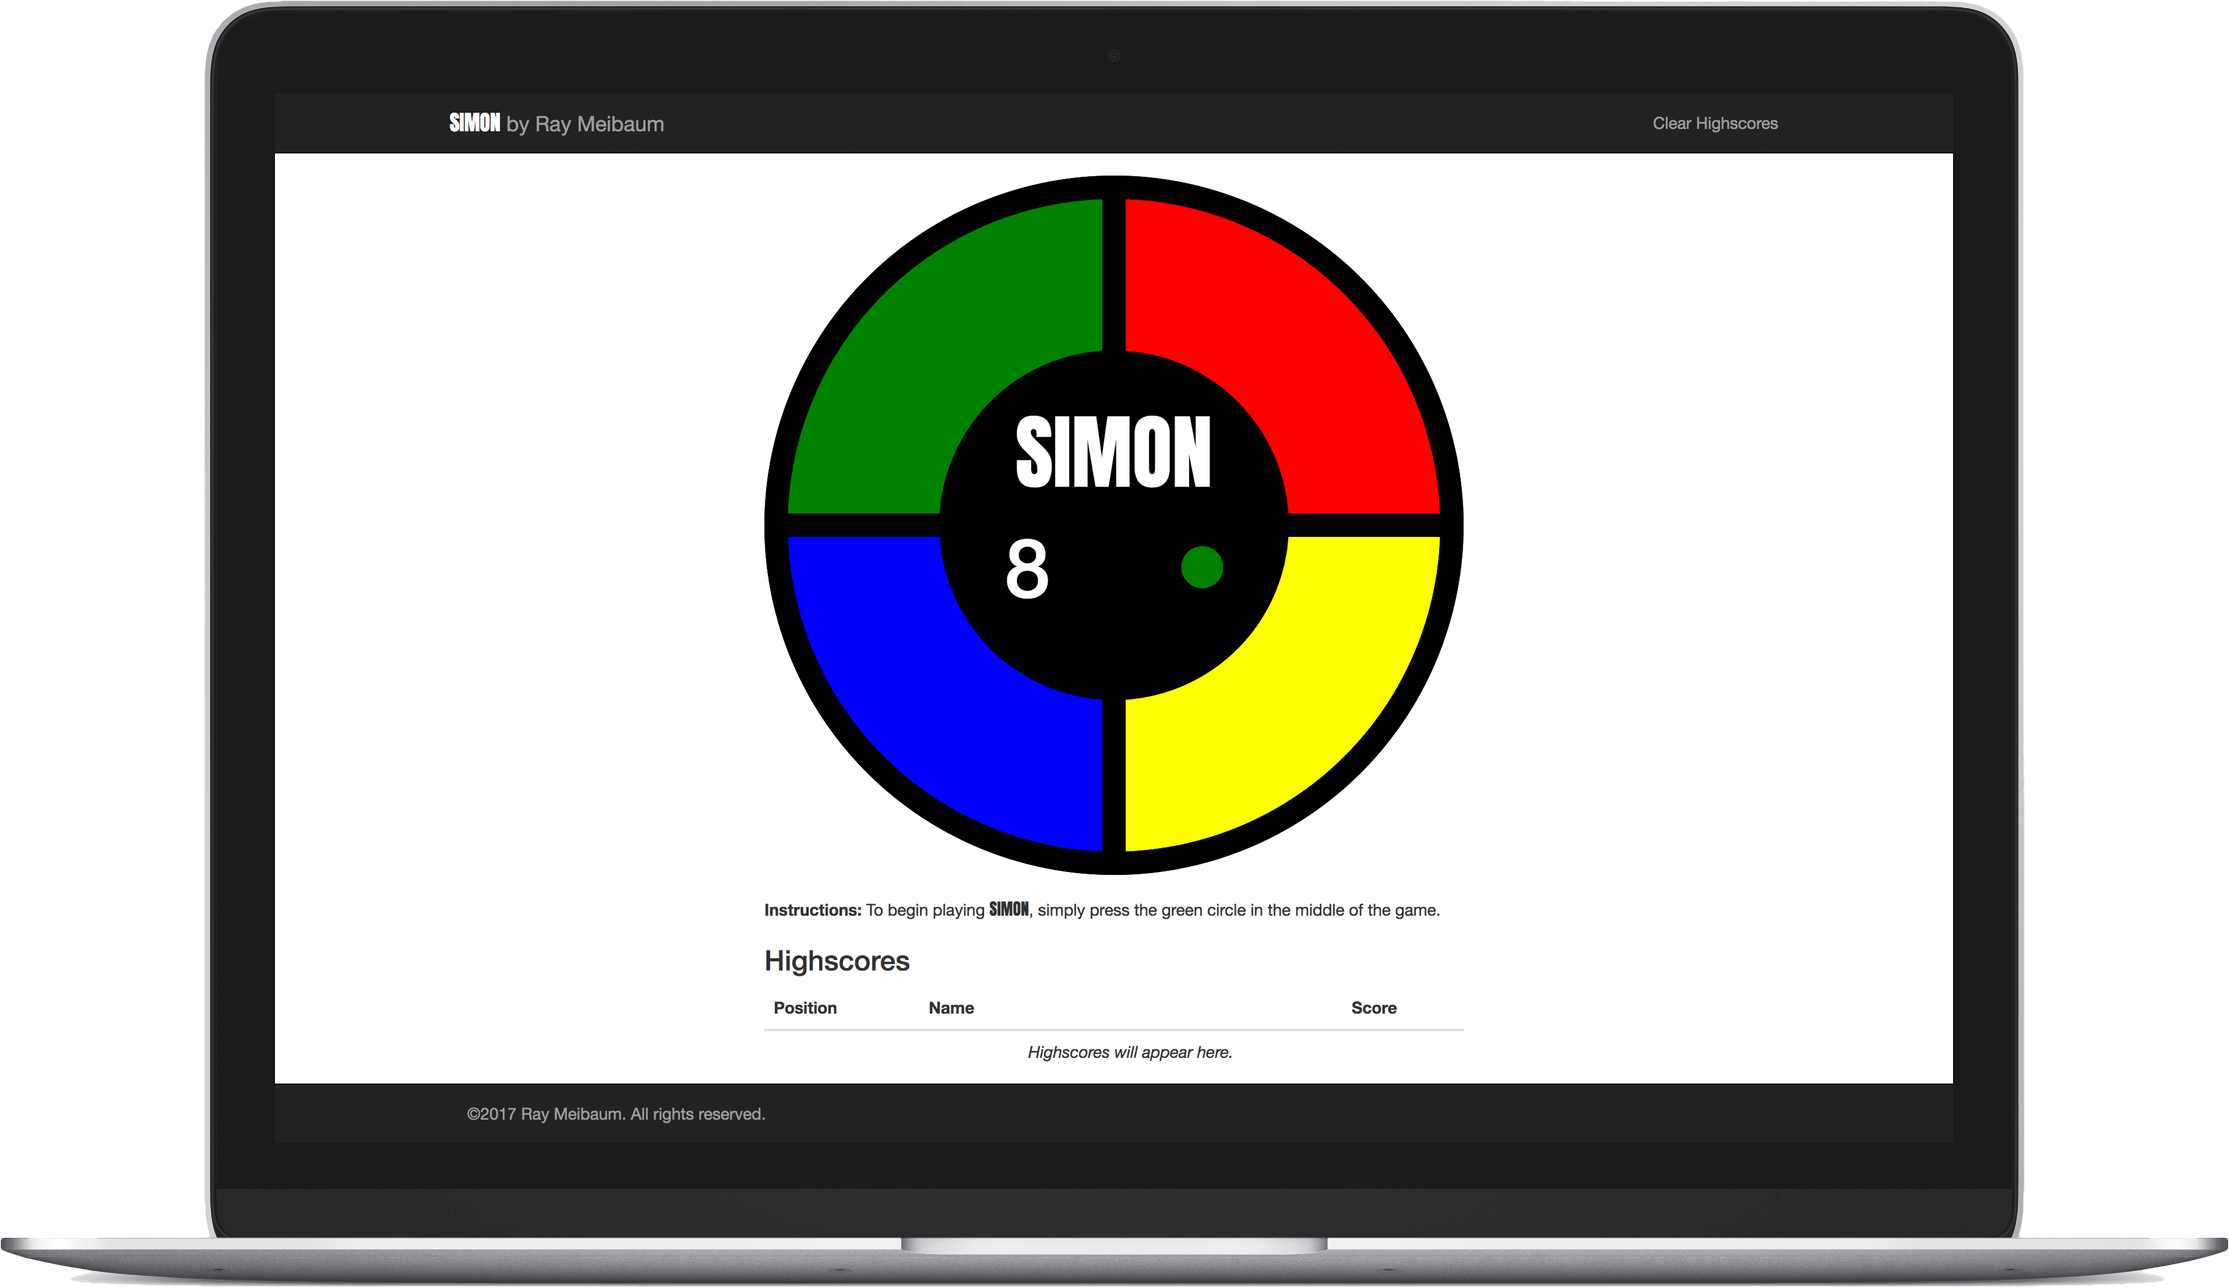 SIMON by Ray Meibaum
Clear Highscores
SIMON
8
Instructions: To begin playing SIMON, simply press the green circle in the middle of the game.
Highscores
Position Name Score
Highscores will appear here.
©2017 Ray Meibaum. All rights reserved.